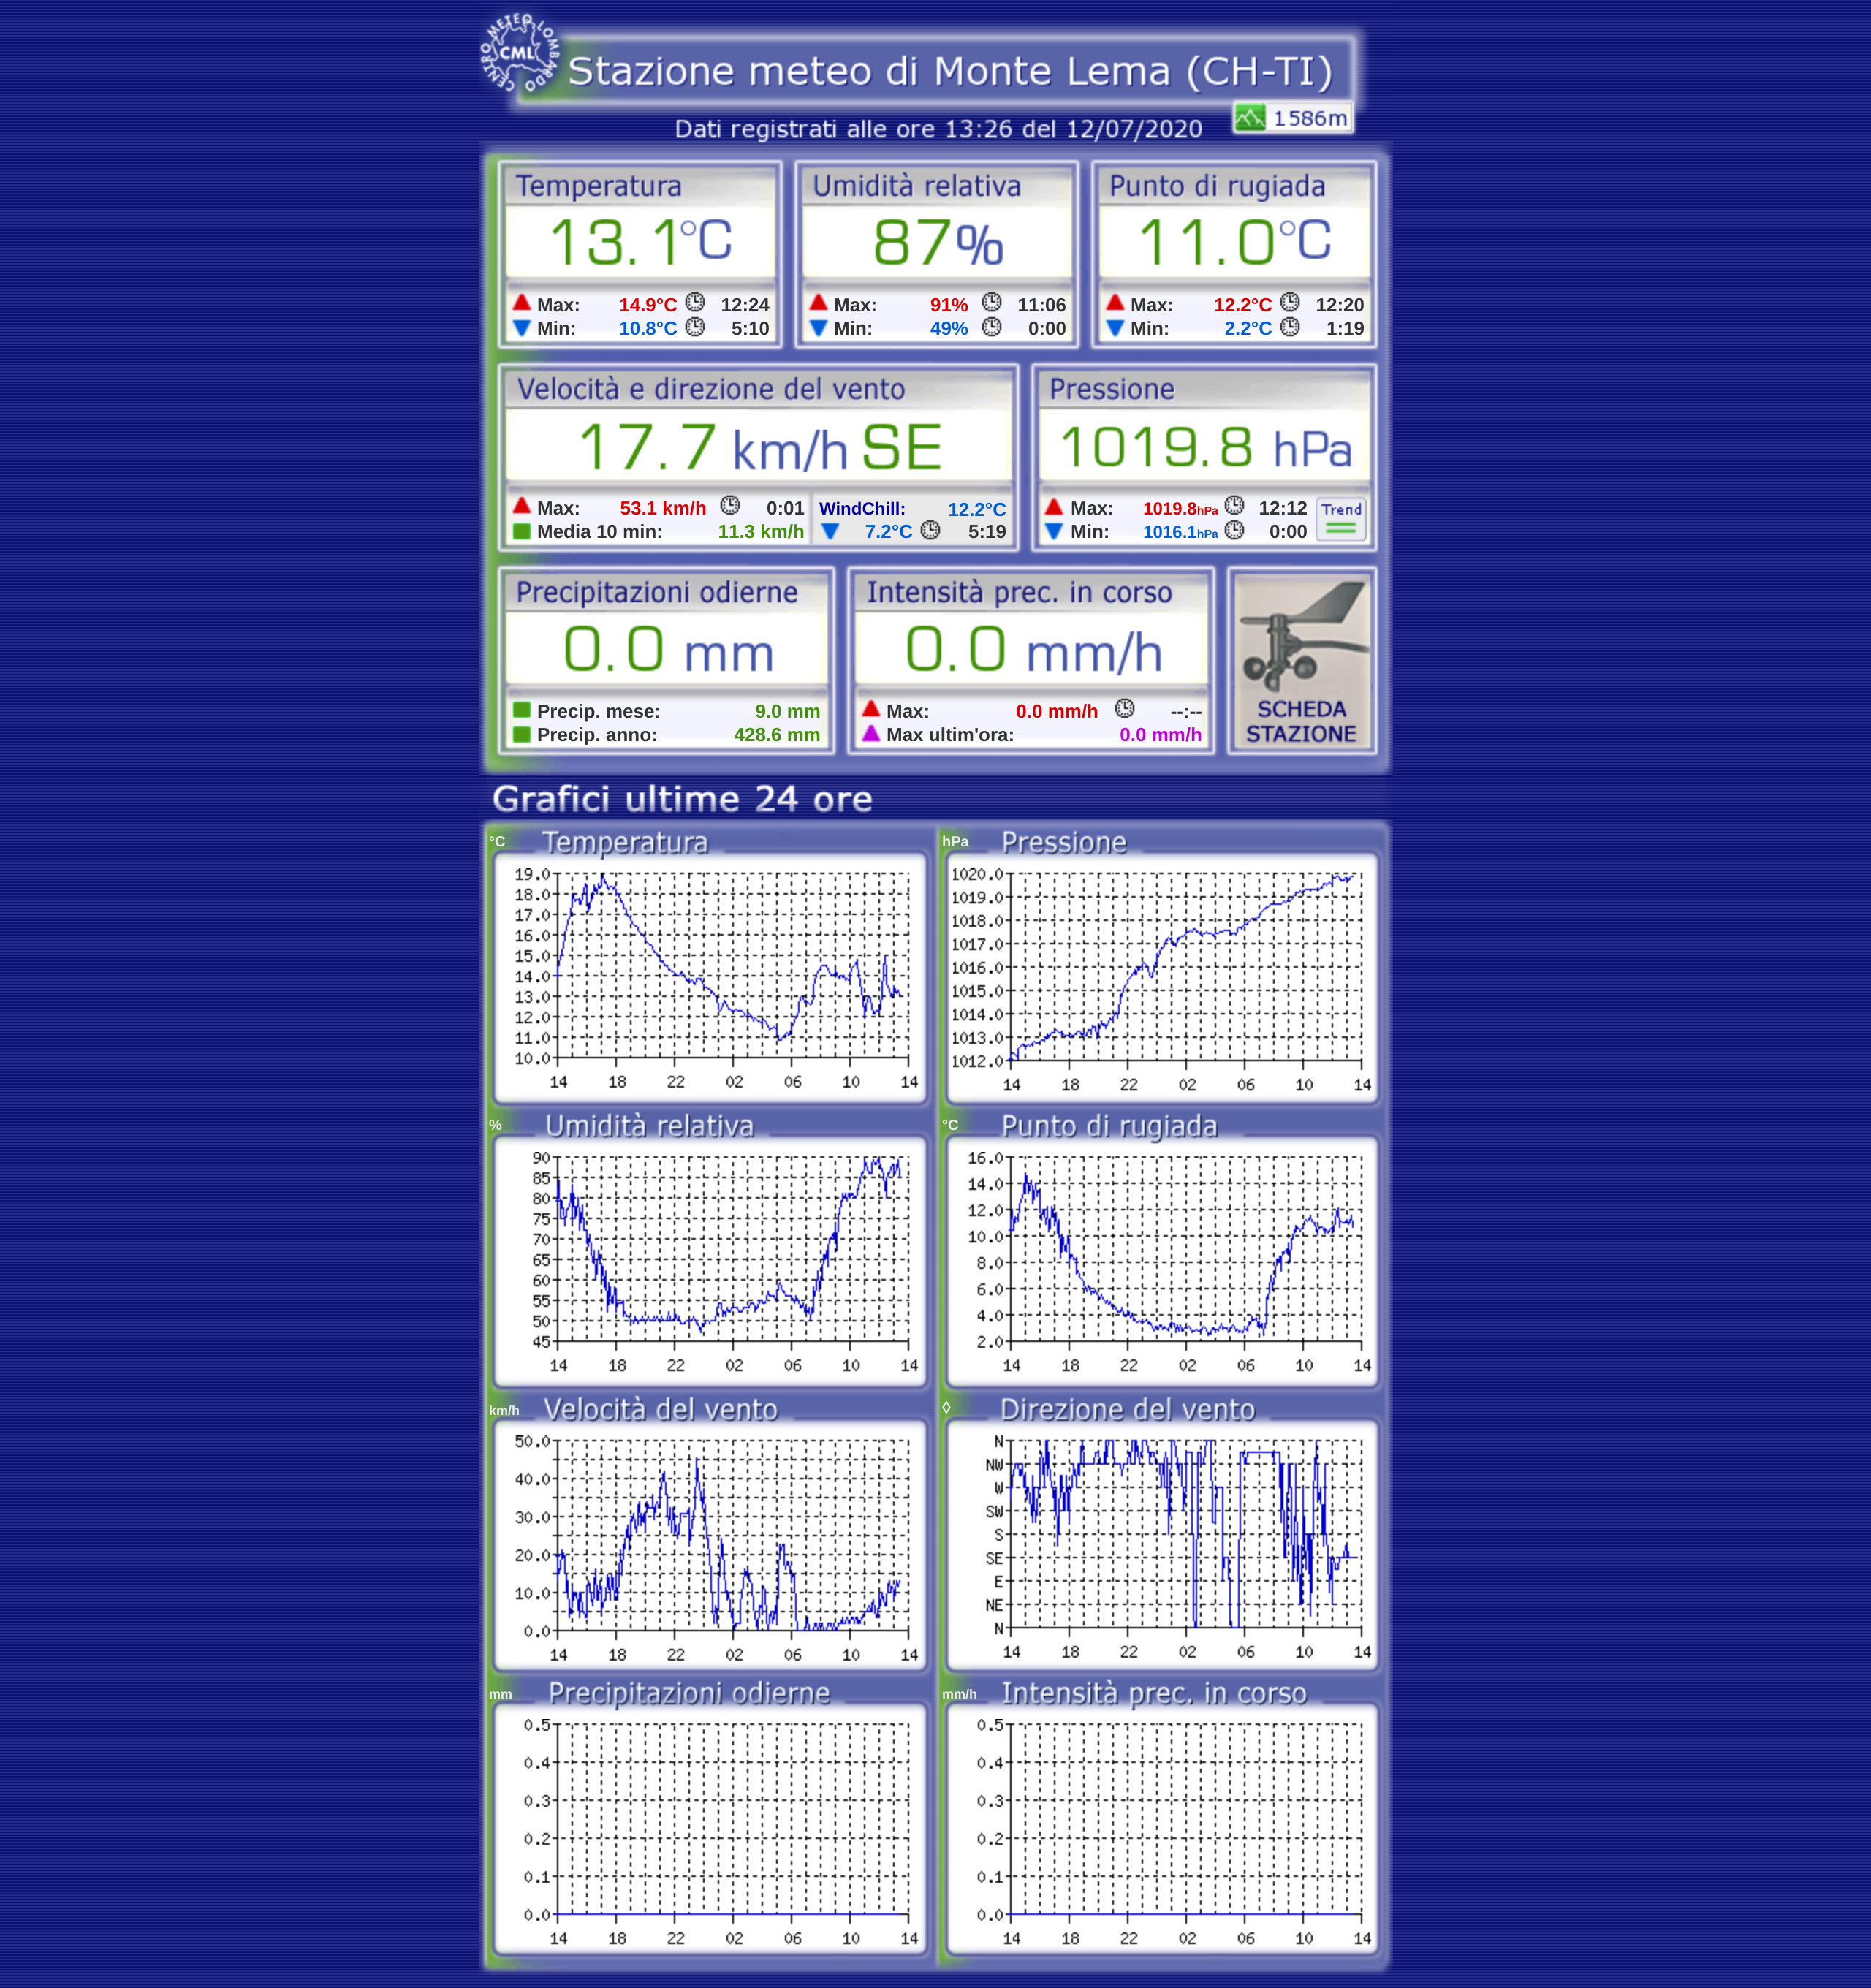 CENTRO METEO LOMBARDO
CML
Stazione meteo di Monte Lema (CH-TI)
1586m
Dati registrati alle ore 13:26 del 12/07/2020
Temperatura
13.1°C
Max: 14.9°C 12:24
Min: 10.8°C 5:10
Umidità relativa
87%
Max: 91% 11:06
Min: 49% 0:00
Punto di rugiada
11.0°C
Max: 12.2°C 12:20
Min: 2.2°C 1:19
Velocità e direzione del vento
17.7 km/h SE
Max: 53.1 km/h 0:01
Media 10 min: 11.3 km/h
WindChill: 12.2°C
7.2°C 5:19
Pressione
1019.8 hPa
Max: 1019.8hPa 12:12
Min: 1016.1hPa 0:00
Trend
Precipitazioni odierne
0.0 mm
Precip. mese: 9.0 mm
Precip. anno: 428.6 mm
Intensità prec. in corso
0.0 mm/h
Max: 0.0 mm/h --:--
Max ultim'ora: 0.0 mm/h
SCHEDA
STAZIONE
Grafici ultime 24 ore
°C Temperatura
19.0
18.0
17.0
16.0
15.0
14.0
13.0
12.0
11.0
10.0
14 18 22 02 06 10 14
hPa Pressione
1020.0
1019.0
1018.0
1017.0
1016.0
1015.0
1014.0
1013.0
1012.0
14 18 22 02 06 10 14
% Umidità relativa
90
85
80
75
70
65
60
55
50
45
14 18 22 02 06 10 14
°C Punto di rugiada
16.0
14.0
12.0
10.0
8.0
6.0
4.0
2.0
14 18 22 02 06 10 14
km/h Velocità del vento
50.0
40.0
30.0
20.0
10.0
0.0
14 18 22 02 06 10 14
◊ Direzione del vento
N
NW
W
SW
S
SE
E
NE
N
14 18 22 02 06 10 14
mm Precipitazioni odierne
0.5
0.4
0.3
0.2
0.1
0.0
14 18 22 02 06 10 14
mm/h Intensità prec. in corso
0.5
0.4
0.3
0.2
0.1
0.0
14 18 22 02 06 10 14